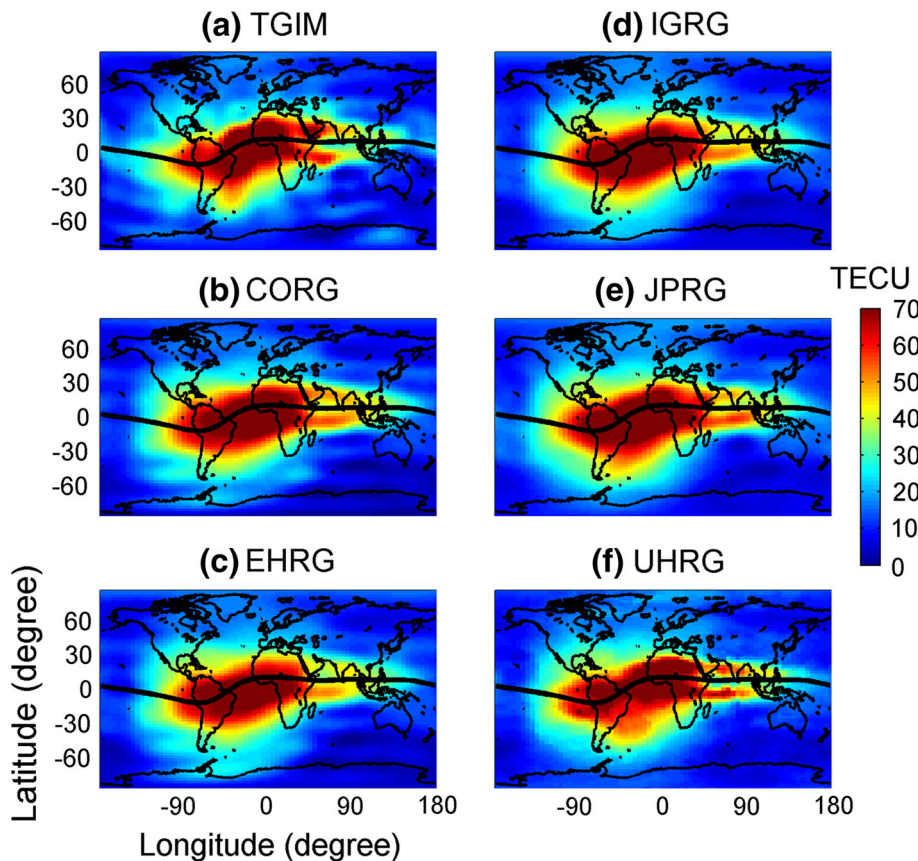 (a) TGIM
(d) IGRG
60
30
0
-30
-60
(b) CORG
(e) JPRG
TECU
60
30
0
-30
-60
70
60
50
40
30
20
10
0
(c) EHRG
(f) UHRG
60
30
0
-30
-60
Latitude (degree)
-90 0 90 180
-90 0 90 180
Longitude (degree)